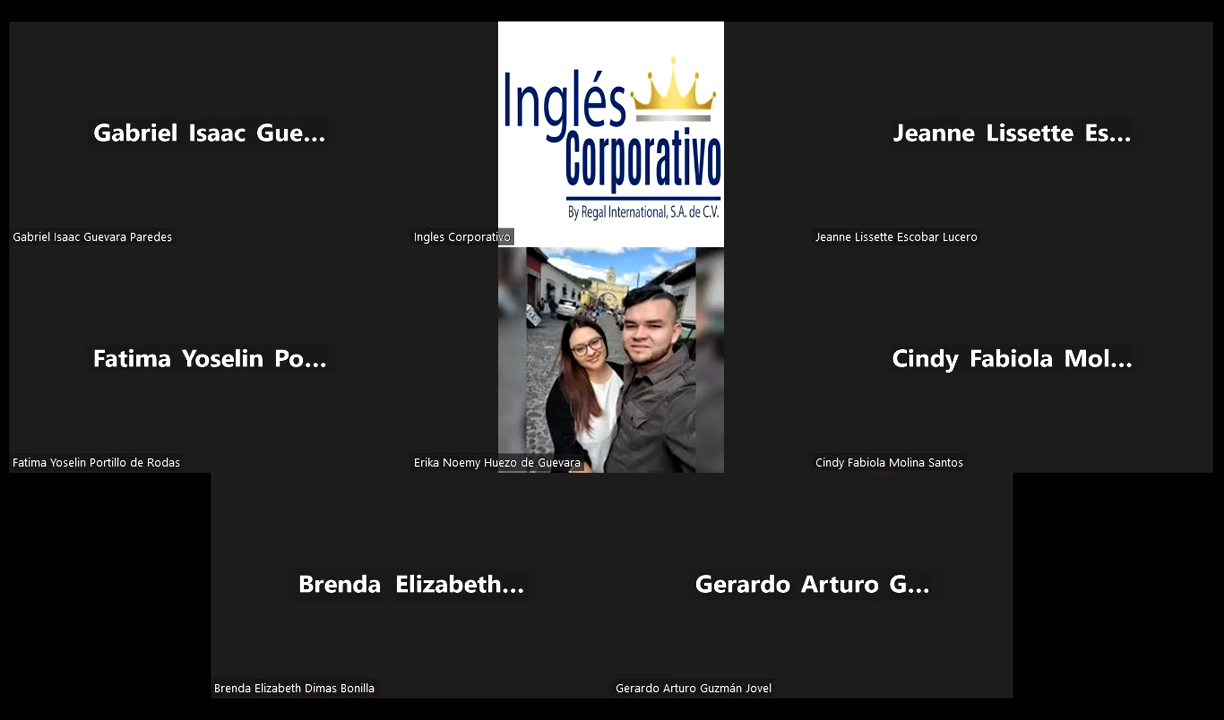 Gabriel Isaac Gue...
Gabriel Isaac Guevara Paredes
Inglés
Corporativo
By Regal International, S.A. de C.V.
Ingles Corporativo
Jeanne Lissette Es...
Jeanne Lissette Escobar Lucero
Fatima Yoselin Po...
Fatima Yoselin Portillo de Rodas
Erika Noemy Huezo de Guevara
Cindy Fabiola Mol...
Cindy Fabiola Molina Santos
Brenda Elizabeth...
Brenda Elizabeth Dimas Bonilla
Gerardo Arturo G...
Gerardo Arturo Guzmán Jovel